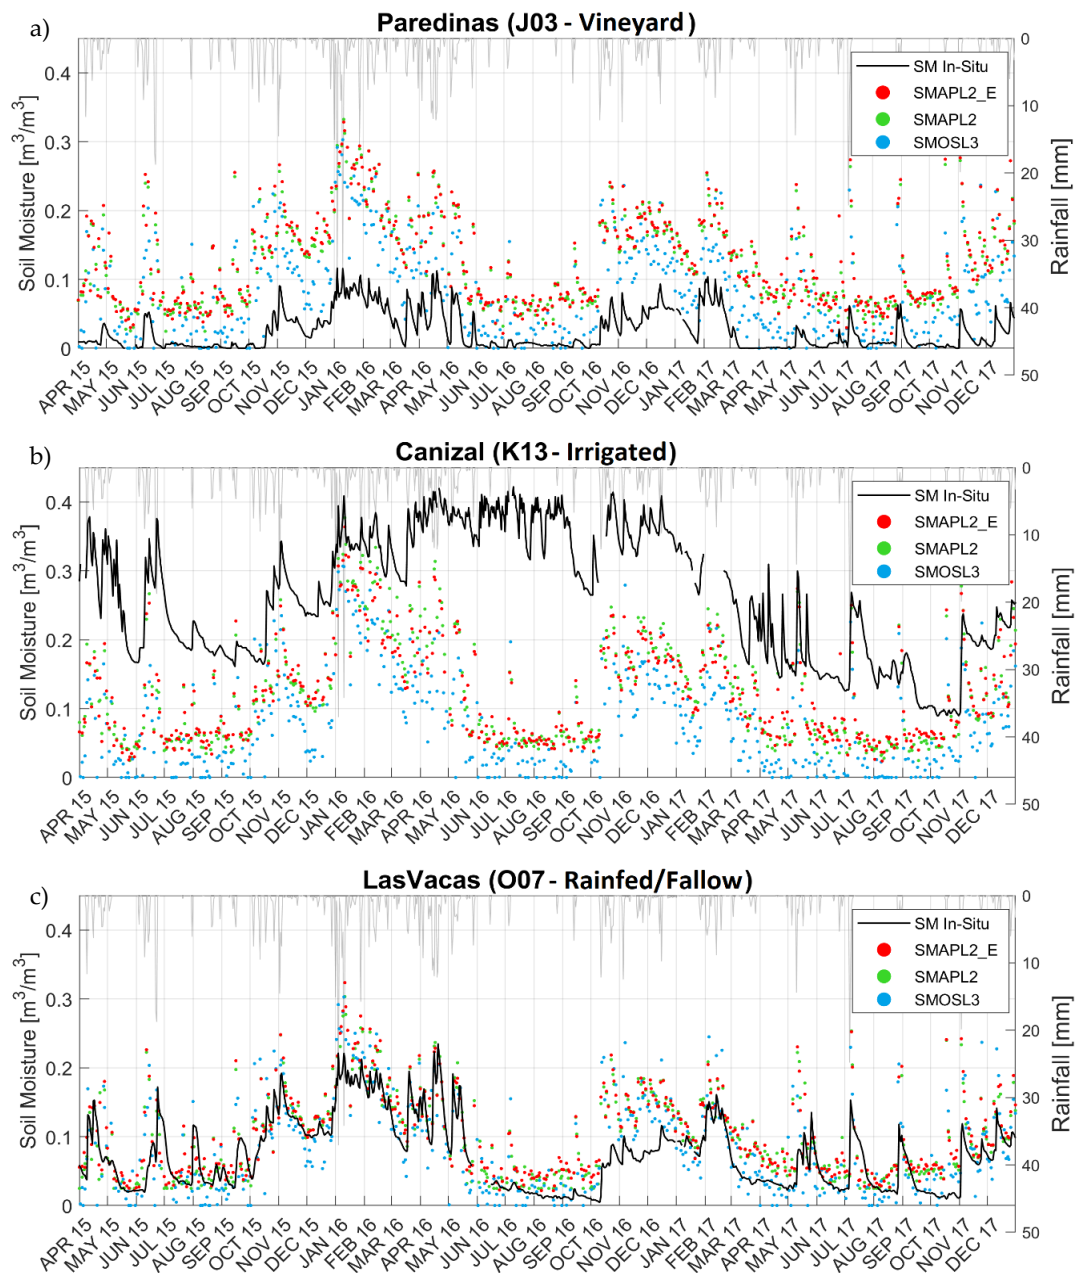 a)
Paredinas (J03 - Vineyard)
SM In-Situ
SMAPL2_E
SMAPL2
SMOSL3
Soil Moisture [m³/m³]
0.4
0.3
0.2
0.1
0
0
10
20
30
40
50
Rainfall [mm]
APR 15 MAY 15 JUN 15 JUL 15 AUG 15 SEP 15 OCT 15 NOV 15 DEC 15 JAN 16 FEB 16 MAR 16 APR 16 MAY 16 JUN 16 JUL 16 AUG 16 SEP 16 OCT 16 NOV 16 DEC 16 JAN 17 FEB 17 MAR 17 APR 17 MAY 17 JUN 17 JUL 17 AUG 17 SEP 17 OCT 17 NOV 17 DEC 17
b)
Canizal (K13 - Irrigated)
SM In-Situ
SMAPL2_E
SMAPL2
SMOSL3
Soil Moisture [m³/m³]
0.4
0.3
0.2
0.1
0
0
10
20
30
40
50
Rainfall [mm]
APR 15 MAY 15 JUN 15 JUL 15 AUG 15 SEP 15 OCT 15 NOV 15 DEC 15 JAN 16 FEB 16 MAR 16 APR 16 MAY 16 JUN 16 JUL 16 AUG 16 SEP 16 OCT 16 NOV 16 DEC 16 JAN 17 FEB 17 MAR 17 APR 17 MAY 17 JUN 17 JUL 17 AUG 17 SEP 17 OCT 17 NOV 17 DEC 17
c)
LasVacas (O07 - Rainfed/Fallow)
SM In-Situ
SMAPL2_E
SMAPL2
SMOSL3
Soil Moisture [m³/m³]
0.4
0.3
0.2
0.1
0
0
10
20
30
40
50
Rainfall [mm]
APR 15 MAY 15 JUN 15 JUL 15 AUG 15 SEP 15 OCT 15 NOV 15 DEC 15 JAN 16 FEB 16 MAR 16 APR 16 MAY 16 JUN 16 JUL 16 AUG 16 SEP 16 OCT 16 NOV 16 DEC 16 JAN 17 FEB 17 MAR 17 APR 17 MAY 17 JUN 17 JUL 17 AUG 17 SEP 17 OCT 17 NOV 17 DEC 17